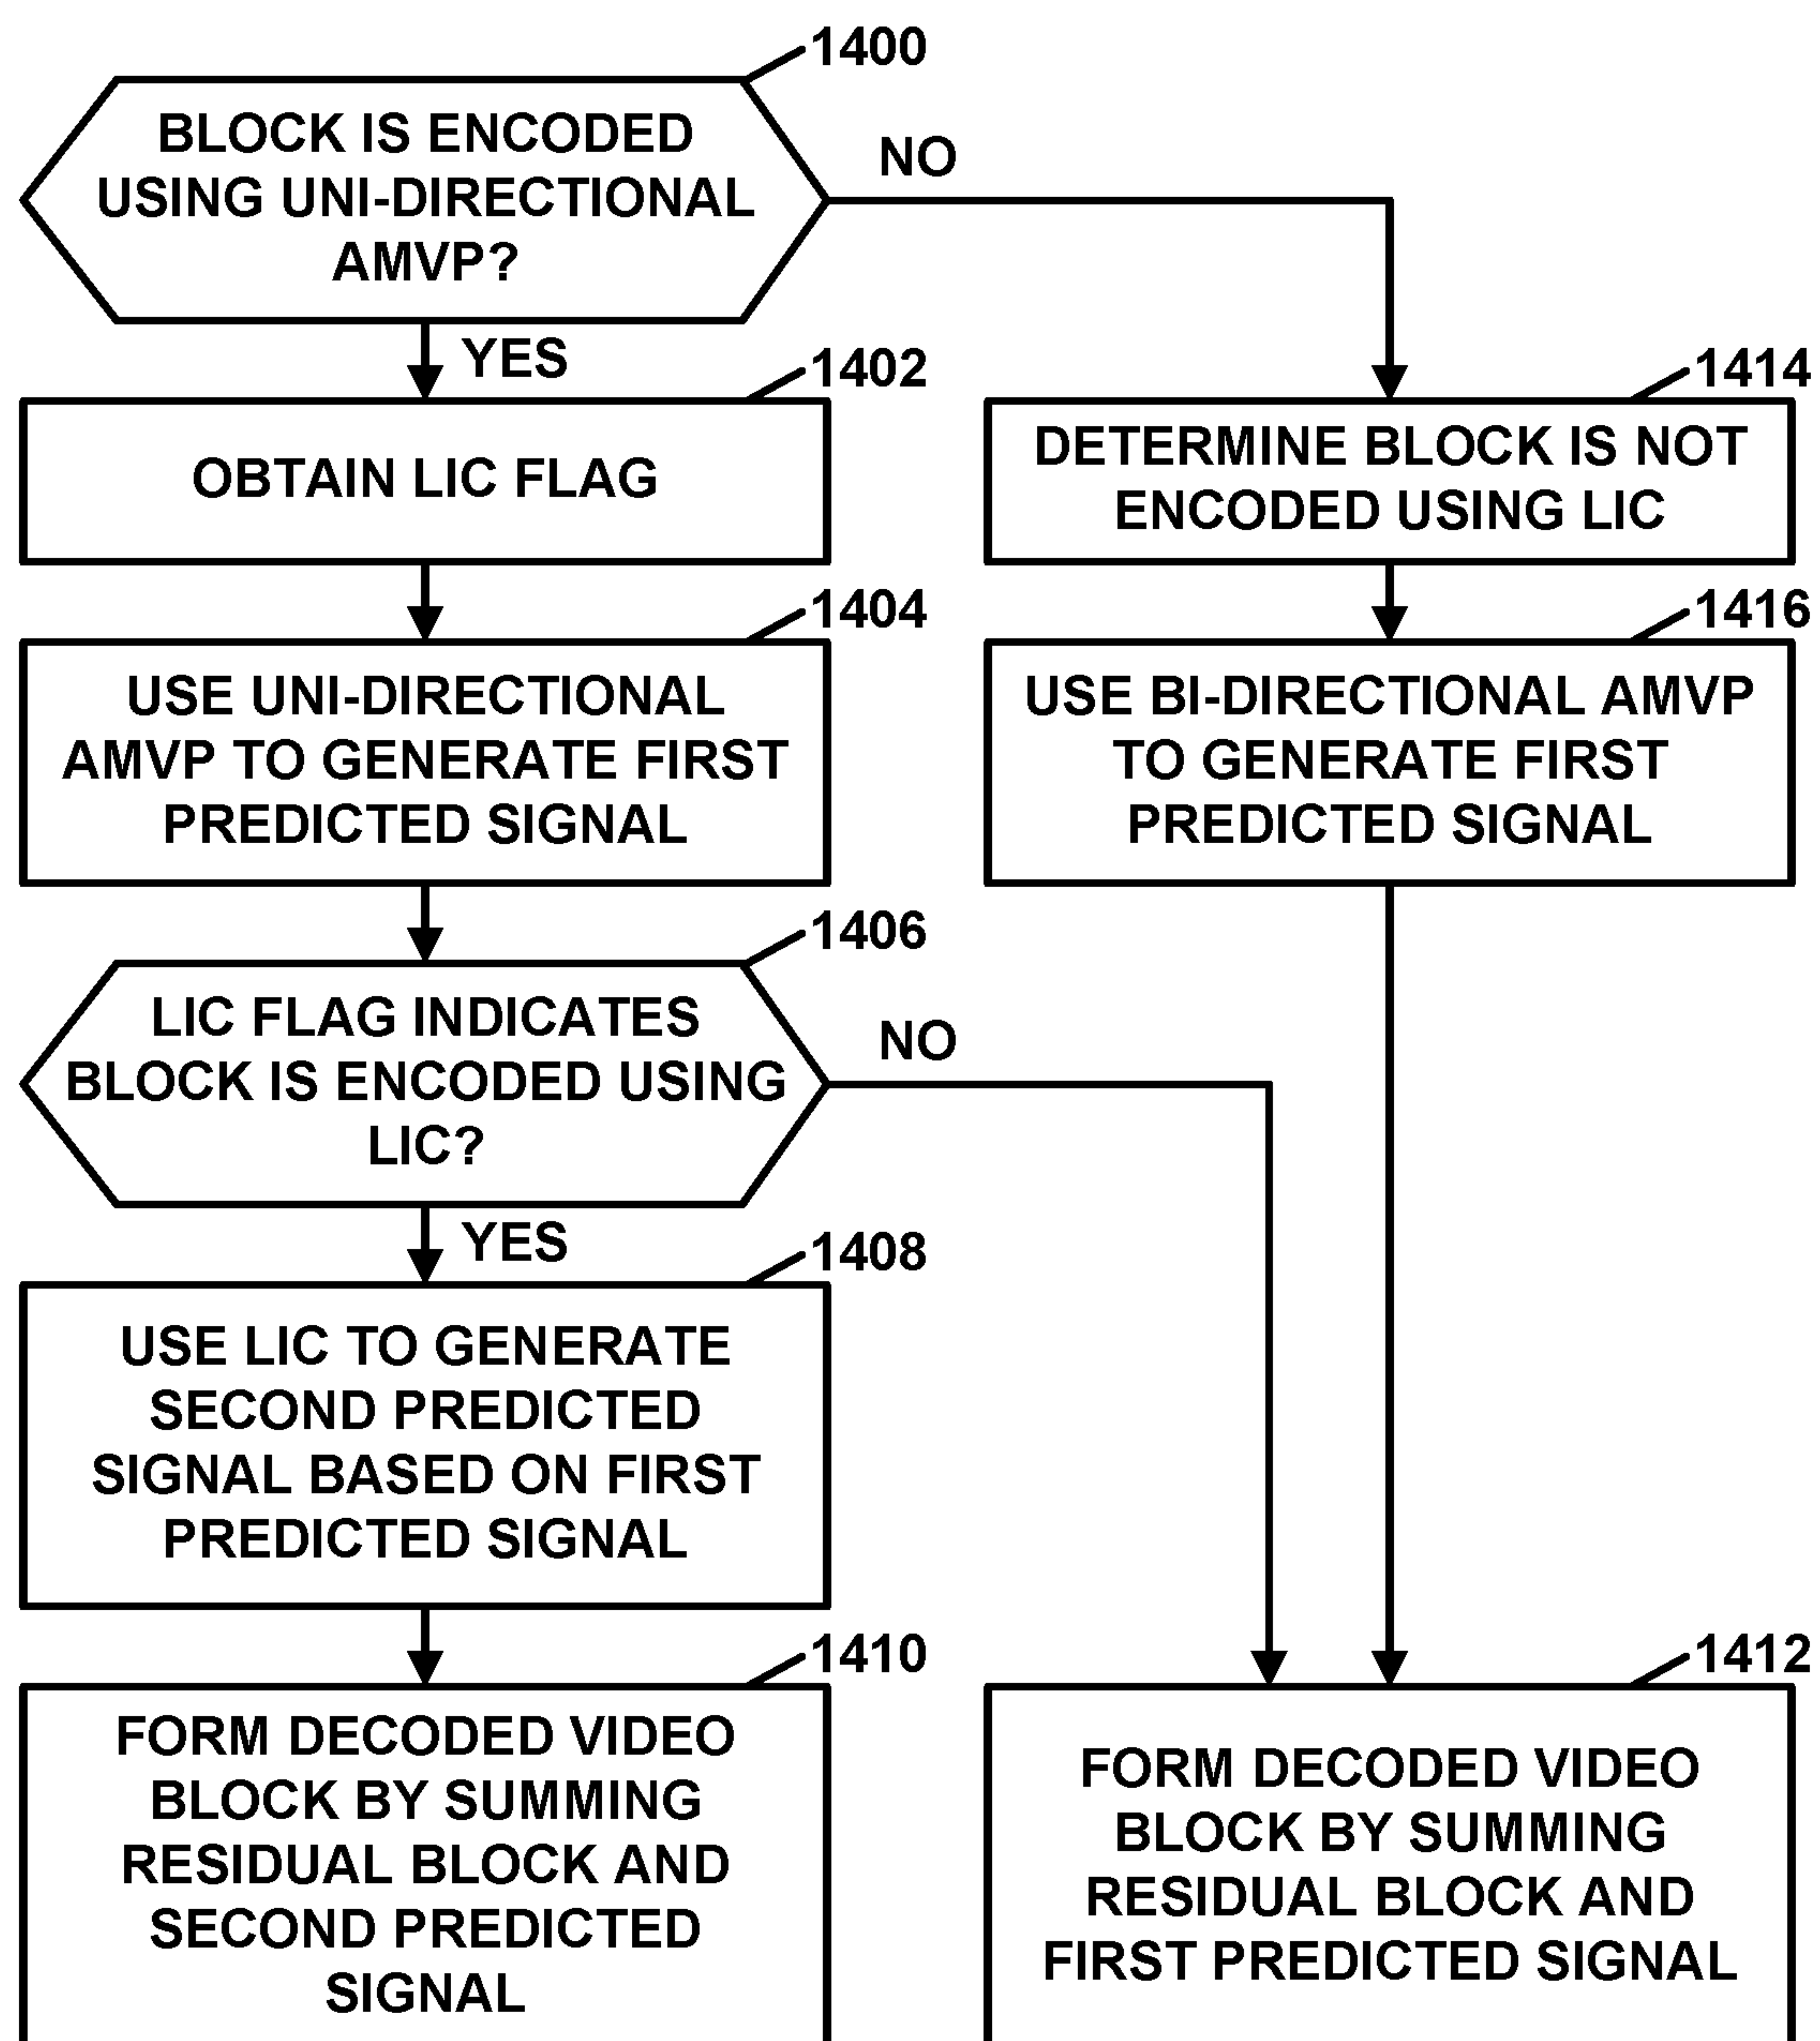 1400
BLOCK IS ENCODED
USING UNI-DIRECTIONAL
AMVP?
NO
YES
1402
OBTAIN LIC FLAG
1414
DETERMINE BLOCK IS NOT
ENCODED USING LIC
1404
USE UNI-DIRECTIONAL
AMVP TO GENERATE FIRST
PREDICTED SIGNAL
1416
USE BI-DIRECTIONAL AMVP
TO GENERATE FIRST
PREDICTED SIGNAL
1406
LIC FLAG INDICATES
BLOCK IS ENCODED USING
LIC?
NO
YES
1408
USE LIC TO GENERATE
SECOND PREDICTED
SIGNAL BASED ON FIRST
PREDICTED SIGNAL
1410
FORM DECODED VIDEO
BLOCK BY SUMMING
RESIDUAL BLOCK AND
SECOND PREDICTED
SIGNAL
1412
FORM DECODED VIDEO
BLOCK BY SUMMING
RESIDUAL BLOCK AND
FIRST PREDICTED SIGNAL